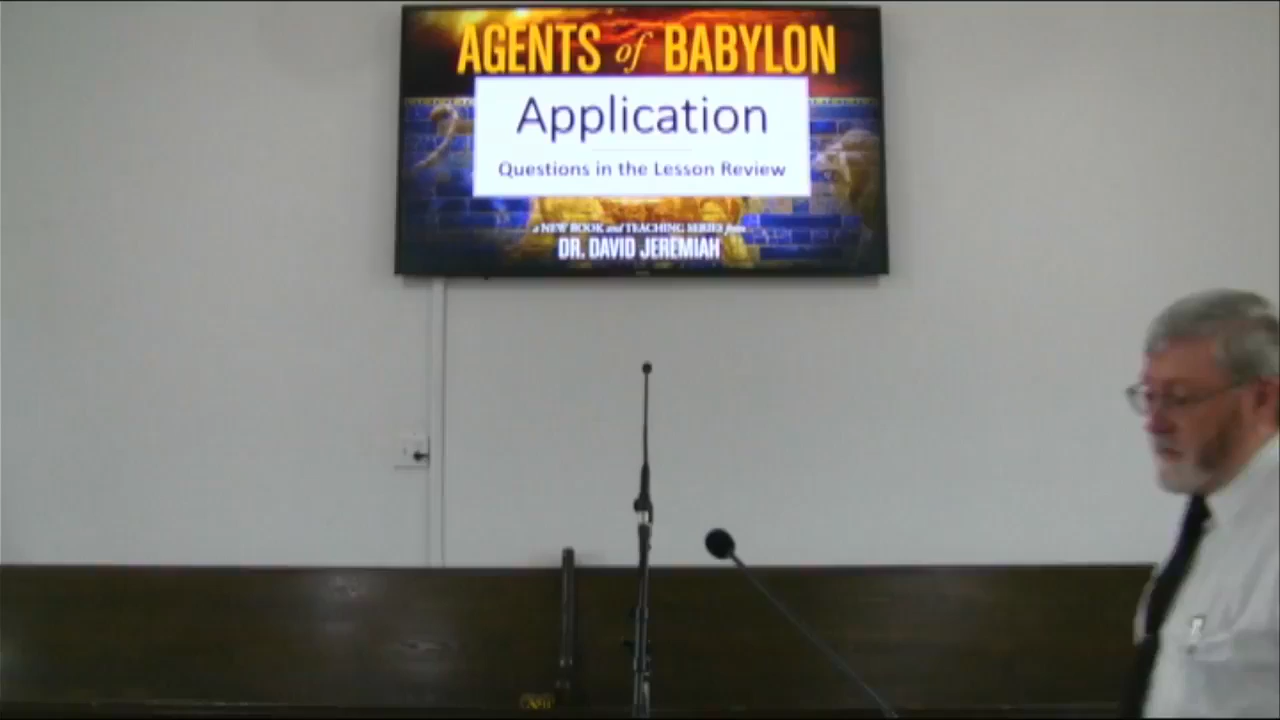 AGENTS of BABYLON
Application
Questions in the Lesson Review
a NEW BOOK and TEACHING SERIES from
DR. DAVID JEREMIAH